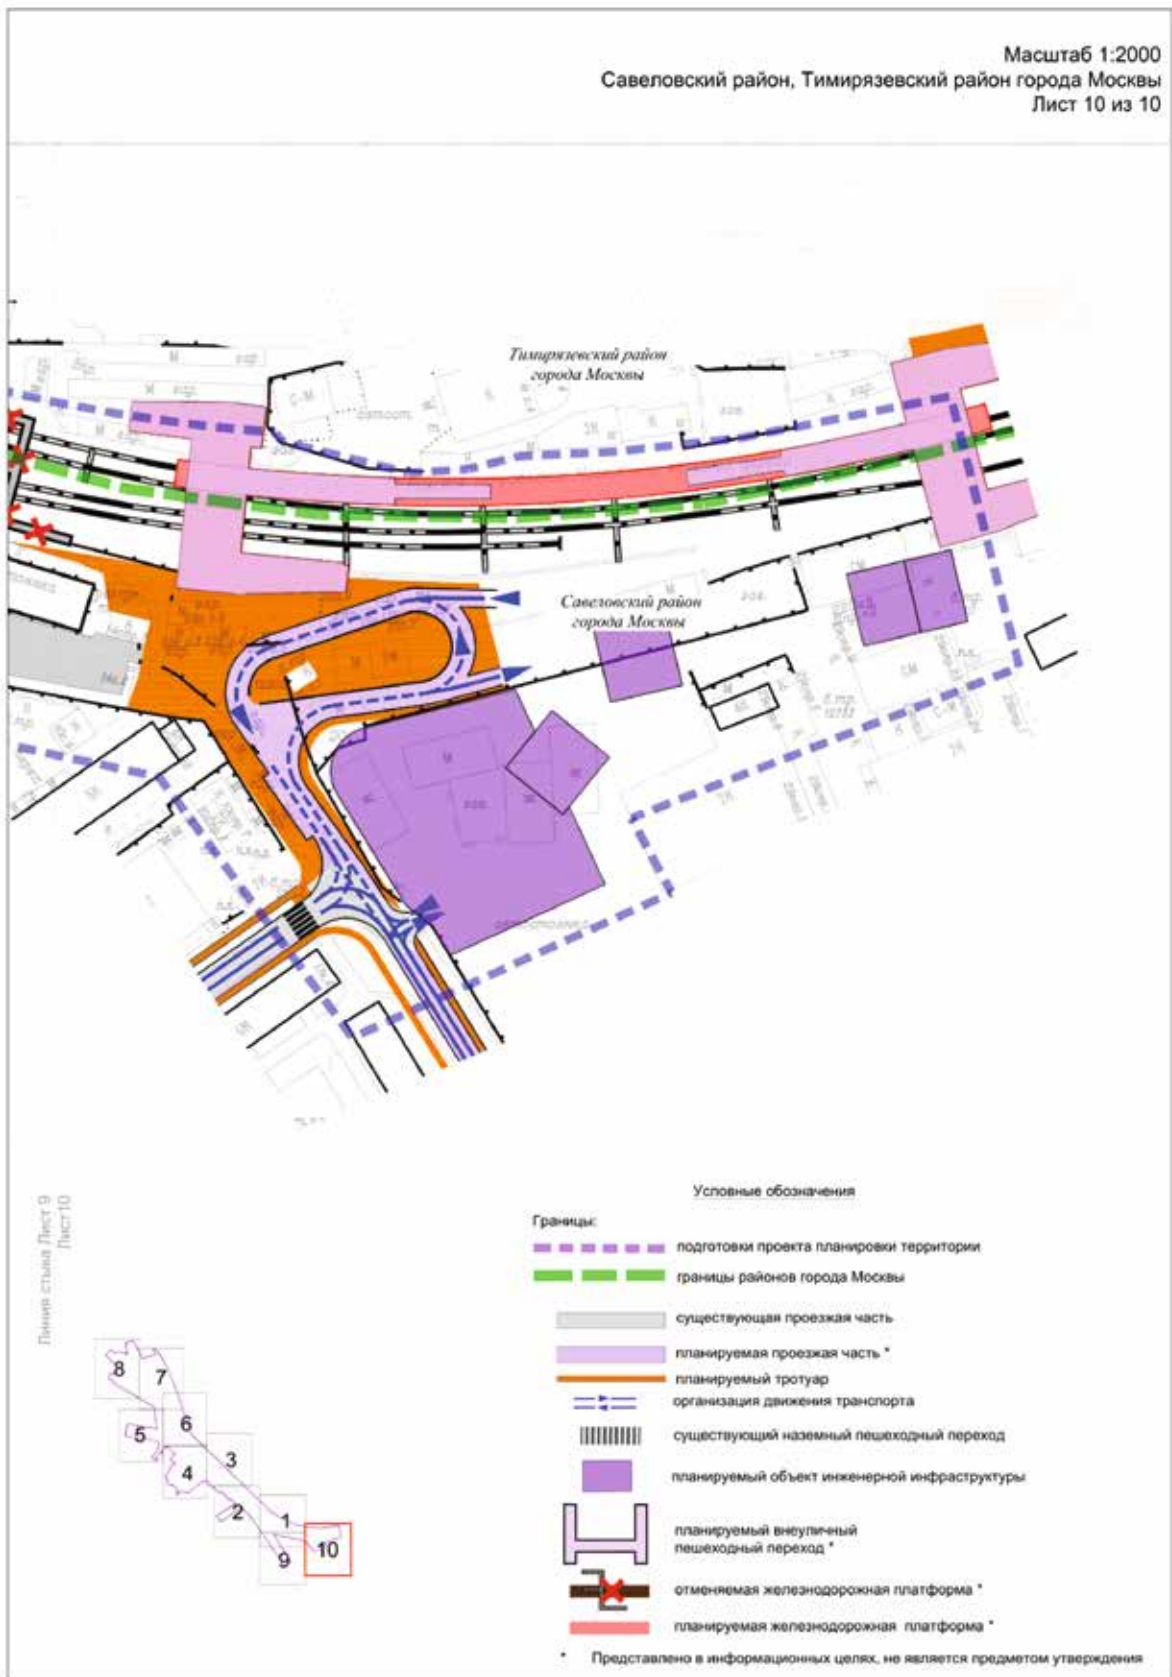 Масштаб 1:2000
Савеловский район, Тимирязевский район города Москвы
Лист 10 из 10
Тимирязевский район
города Москвы
Савеловский район
города Москвы
Линия стыка Лист 9
Лист10
8
7
6
5
3
4
2
1
9
10
Условные обозначения
Границы:
подготовки проекта планировки территории
границы районов города Москвы
существующая проезжая часть
планируемая проезжая часть *
планируемый тротуар
организация движения транспорта
существующий наземный пешеходный переход
планируемый объект инженерной инфраструктуры
планируемый внеуличный
пешеходный переход *
отменяемая железнодорожная платформа *
планируемая железнодорожная платформа *
* Представлено в информационных целях, не является предметом утверждения